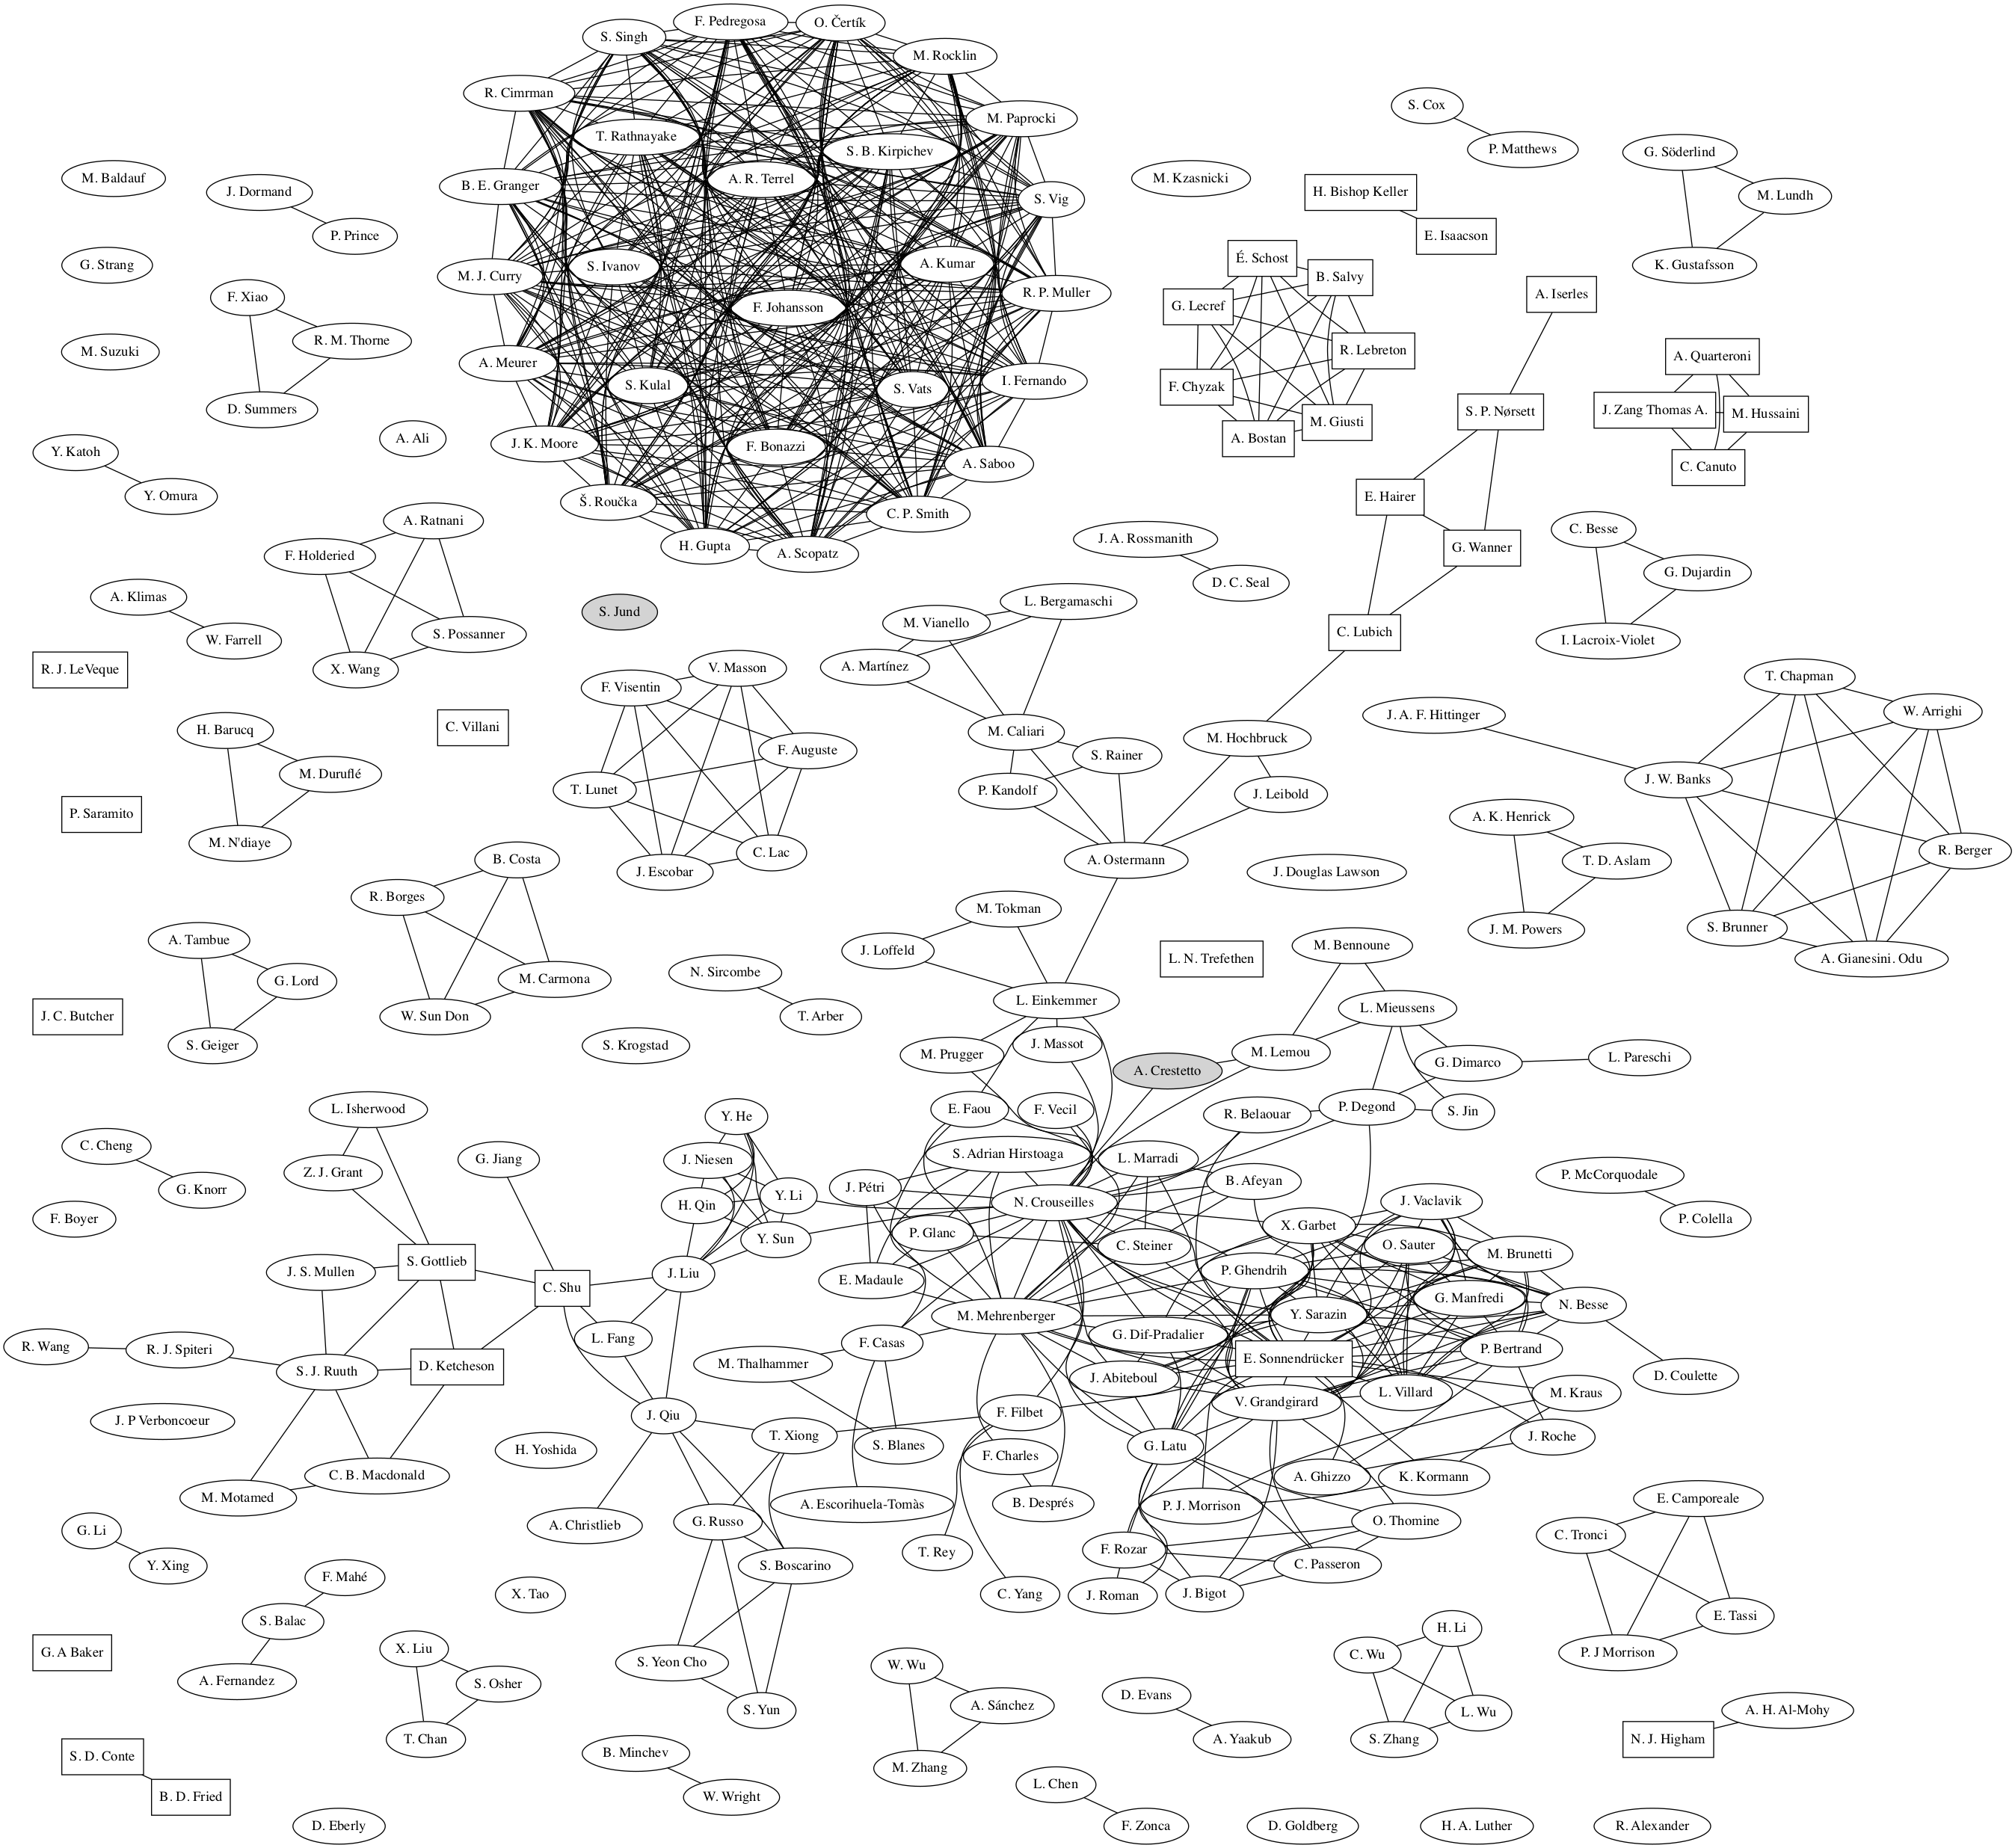 F. Pedregosa
O. Čertík
S. Singh
M. Rocklin
R. Cimrman
M. Paprocki
S. Cox
T. Rathnayake
S. B. Kirpichev
P. Matthews
G. Söderlind
M. Baldauf
J. Dormand
B. E. Granger
A. R. Terrel
S. Vig
M. Kzasnicki
H. Bishop Keller
M. Lundh
P. Prince
E. Isaacson
G. Strang
M. J. Curry
S. Ivanov
A. Kumar
É. Schost
B. Salvy
K. Gustafsson
F. Xiao
F. Johansson
R. P. Muller
G. Lecref
A. Iserles
M. Suzuki
R. M. Thorne
A. Meurer
R. Lebreton
A. Quarteroni
S. Kulal
S. Vats
I. Fernando
F. Chyzak
D. Summers
J. Zang Thomas A.
M. Hussaini
S. P. Nørsett
A. Ali
J. K. Moore
F. Bonazzi
A. Saboo
A. Bostan
M. Giusti
Y. Katoh
C. Canuto
Y. Omura
Š. Roučka
C. P. Smith
E. Hairer
A. Ratnani
H. Gupta
A. Scopatz
J. A. Rossmanith
G. Wanner
C. Besse
F. Holderied
D. C. Seal
G. Dujardin
A. Klimas
S. Jund
L. Bergamaschi
W. Farrell
S. Possanner
M. Vianello
C. Lubich
I. Lacroix-Violet
R. J. LeVeque
X. Wang
F. Visentin
V. Masson
A. Martínez
T. Chapman
H. Barucq
C. Villani
M. Caliari
M. Hochbruck
J. A. F. Hittinger
W. Arrighi
M. Duruflé
F. Auguste
S. Rainer
J. W. Banks
T. Lunet
P. Kandolf
J. Leibold
P. Saramito
M. N'diaye
A. K. Henrick
B. Costa
C. Lac
A. Ostermann
T. D. Aslam
R. Berger
R. Borges
J. Escobar
J. Douglas Lawson
M. Tokman
J. M. Powers
S. Brunner
A. Tambue
J. Loffeld
L. N. Trefethen
M. Bennoune
A. Gianesini. Odu
G. Lord
M. Carmona
N. Sircombe
L. Einkemmer
L. Mieussens
J. C. Butcher
W. Sun Don
T. Arber
S. Geiger
S. Krogstad
M. Prugger
J. Massot
M. Lemou
G. Dimarco
L. Pareschi
A. Crestetto
L. Isherwood
Y. He
E. Faou
F. Vecil
R. Belaouar
P. Degond
S. Jin
C. Cheng
Z. J. Grant
G. Jiang
J. Niesen
S. Adrian Hirstoaga
L. Marradi
G. Knorr
H. Qin
Y. Li
J. Pétri
N. Crouseilles
B. Afeyan
J. Vaclavik
P. McCorquodale
F. Boyer
Y. Sun
P. Glanc
C. Steiner
X. Garbet
O. Sauter
M. Brunetti
P. Colella
J. S. Mullen
S. Gottlieb
C. Shu
J. Liu
E. Madaule
P. Ghendrih
G. Manfredi
N. Besse
R. Wang
R. J. Spiteri
L. Fang
M. Mehrenberger
Y. Sarazin
F. Casas
G. Dif-Pradalier
P. Bertrand
S. J. Ruuth
D. Ketcheson
M. Thalhammer
E. Sonnendrücker
D. Coulette
J. Abiteboul
L. Villard
M. Kraus
J. P Verboncoeur
J. Qiu
F. Filbet
V. Grandgirard
H. Yoshida
T. Xiong
S. Blanes
F. Charles
G. Latu
J. Roche
M. Motamed
C. B. Macdonald
A. Ghizzo
K. Kormann
A. Christlieb
A. Escorihuela-Tomàs
B. Després
P. J. Morrison
E. Camporeale
G. Li
G. Russo
O. Thomine
C. Tronci
Y. Xing
F. Mahé
S. Boscarino
T. Rey
F. Rozar
C. Passeron
X. Tao
C. Yang
J. Roman
J. Bigot
S. Balac
E. Tassi
G. A Baker
X. Liu
S. Yeon Cho
W. Wu
C. Wu
H. Li
P. J Morrison
A. Fernandez
S. Osher
S. Yun
A. Sánchez
D. Evans
L. Wu
A. H. Al-Mohy
T. Chan
A. Yaakub
S. Zhang
N. J. Higham
S. D. Conte
B. Minchev
M. Zhang
B. D. Fried
W. Wright
L. Chen
D. Eberly
F. Zonca
D. Goldberg
H. A. Luther
R. Alexander